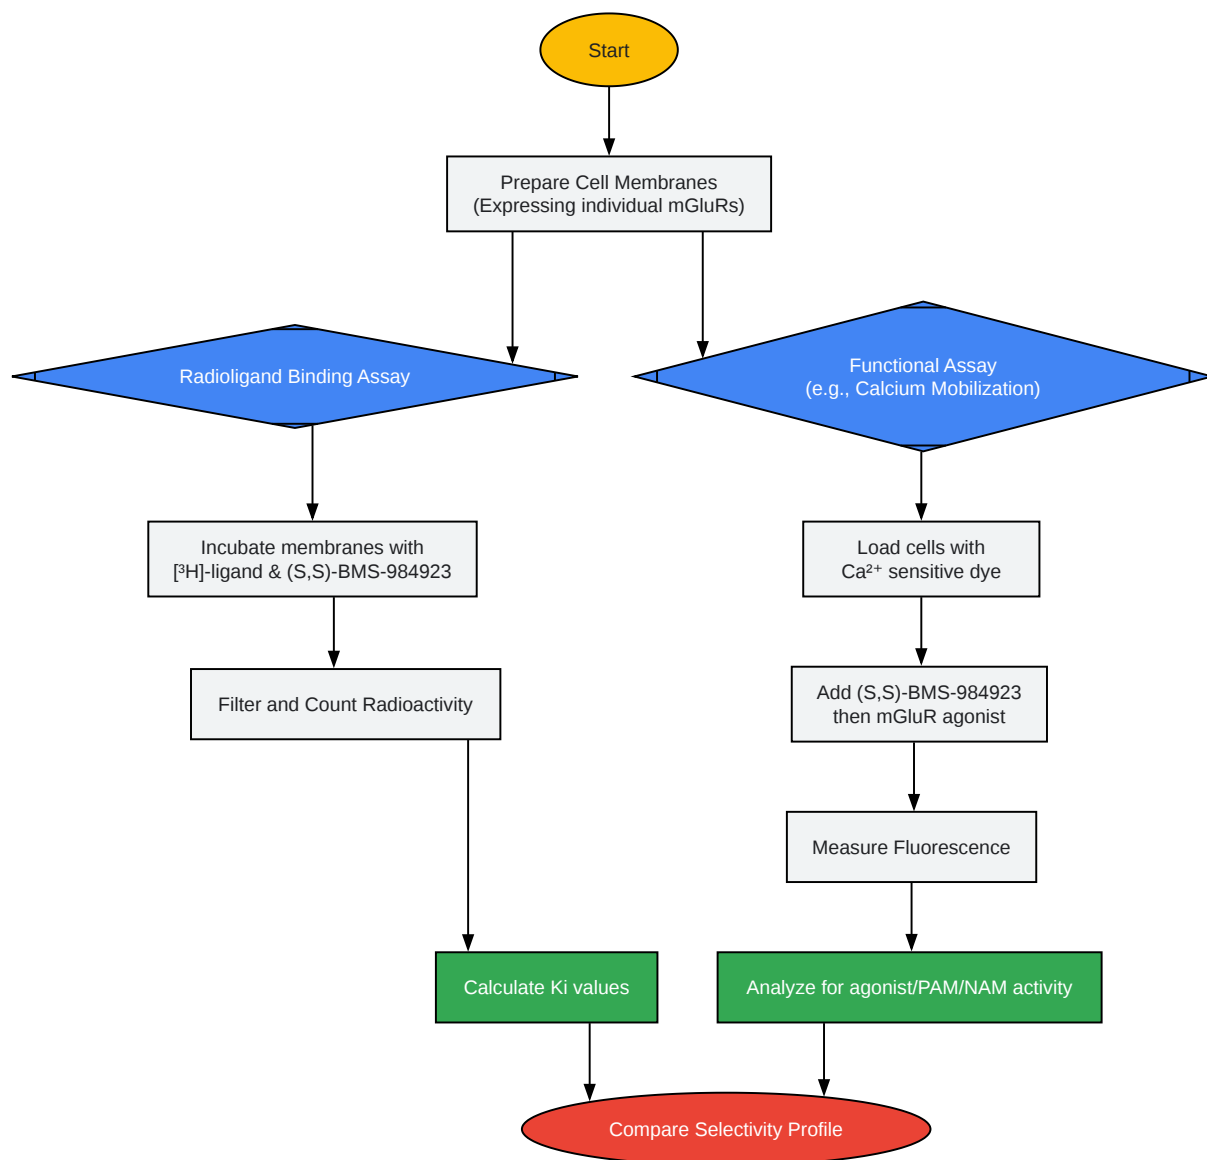 Start
Prepare Cell Membranes
(Expressing individual mGluRs)
Radioligand Binding Assay
Functional Assay
(e.g., Calcium Mobilization)
Incubate membranes with
[³H]-ligand & (S,S)-BMS-984923
Load cells with
Ca²⁺ sensitive dye
Filter and Count Radioactivity
Add (S,S)-BMS-984923
then mGluR agonist
Measure Fluorescence
Calculate Ki values
Analyze for agonist/PAM/NAM activity
Compare Selectivity Profile